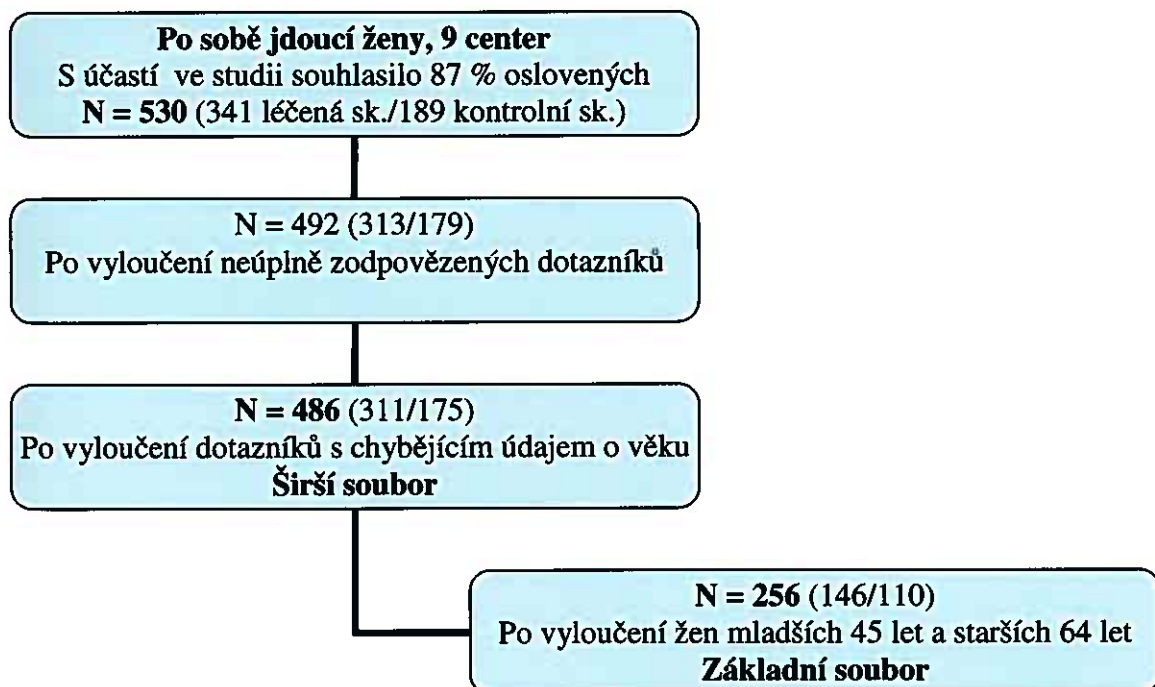 Po sobě jdoucí ženy, 9 center
S účastí ve studii souhlasilo 87 % oslovených
N = 530 (341 léčená sk./189 kontrolní sk.)
N = 492 (313/179)
Po vyloučení neúplně zodpovězených dotazníků
N = 486 (311/175)
Po vyloučení dotazníků s chybějícím údajem o věku
Širší soubor
N = 256 (146/110)
Po vyloučení žen mladších 45 let a starších 64 let
Základní soubor